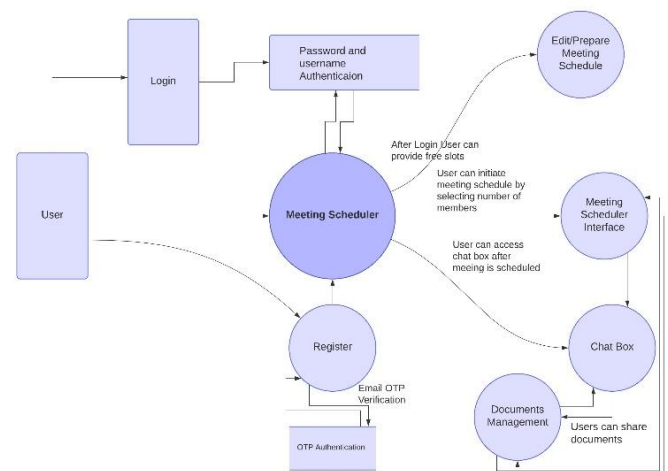 Password and
username
Authenticaion
Login
Edit/Prepare
Meeting
Schedule
After Login User can
provide free slots
User can initiate
meeting schedule by
selecting number of
members
User
Meeting Scheduler
Meeting
Scheduler
Interface
User can access
chat box after
meeing is scheduled
Register
Chat Box
Email OTP
Verification
Documents
Management
Users can share
documents
OTP Authentication